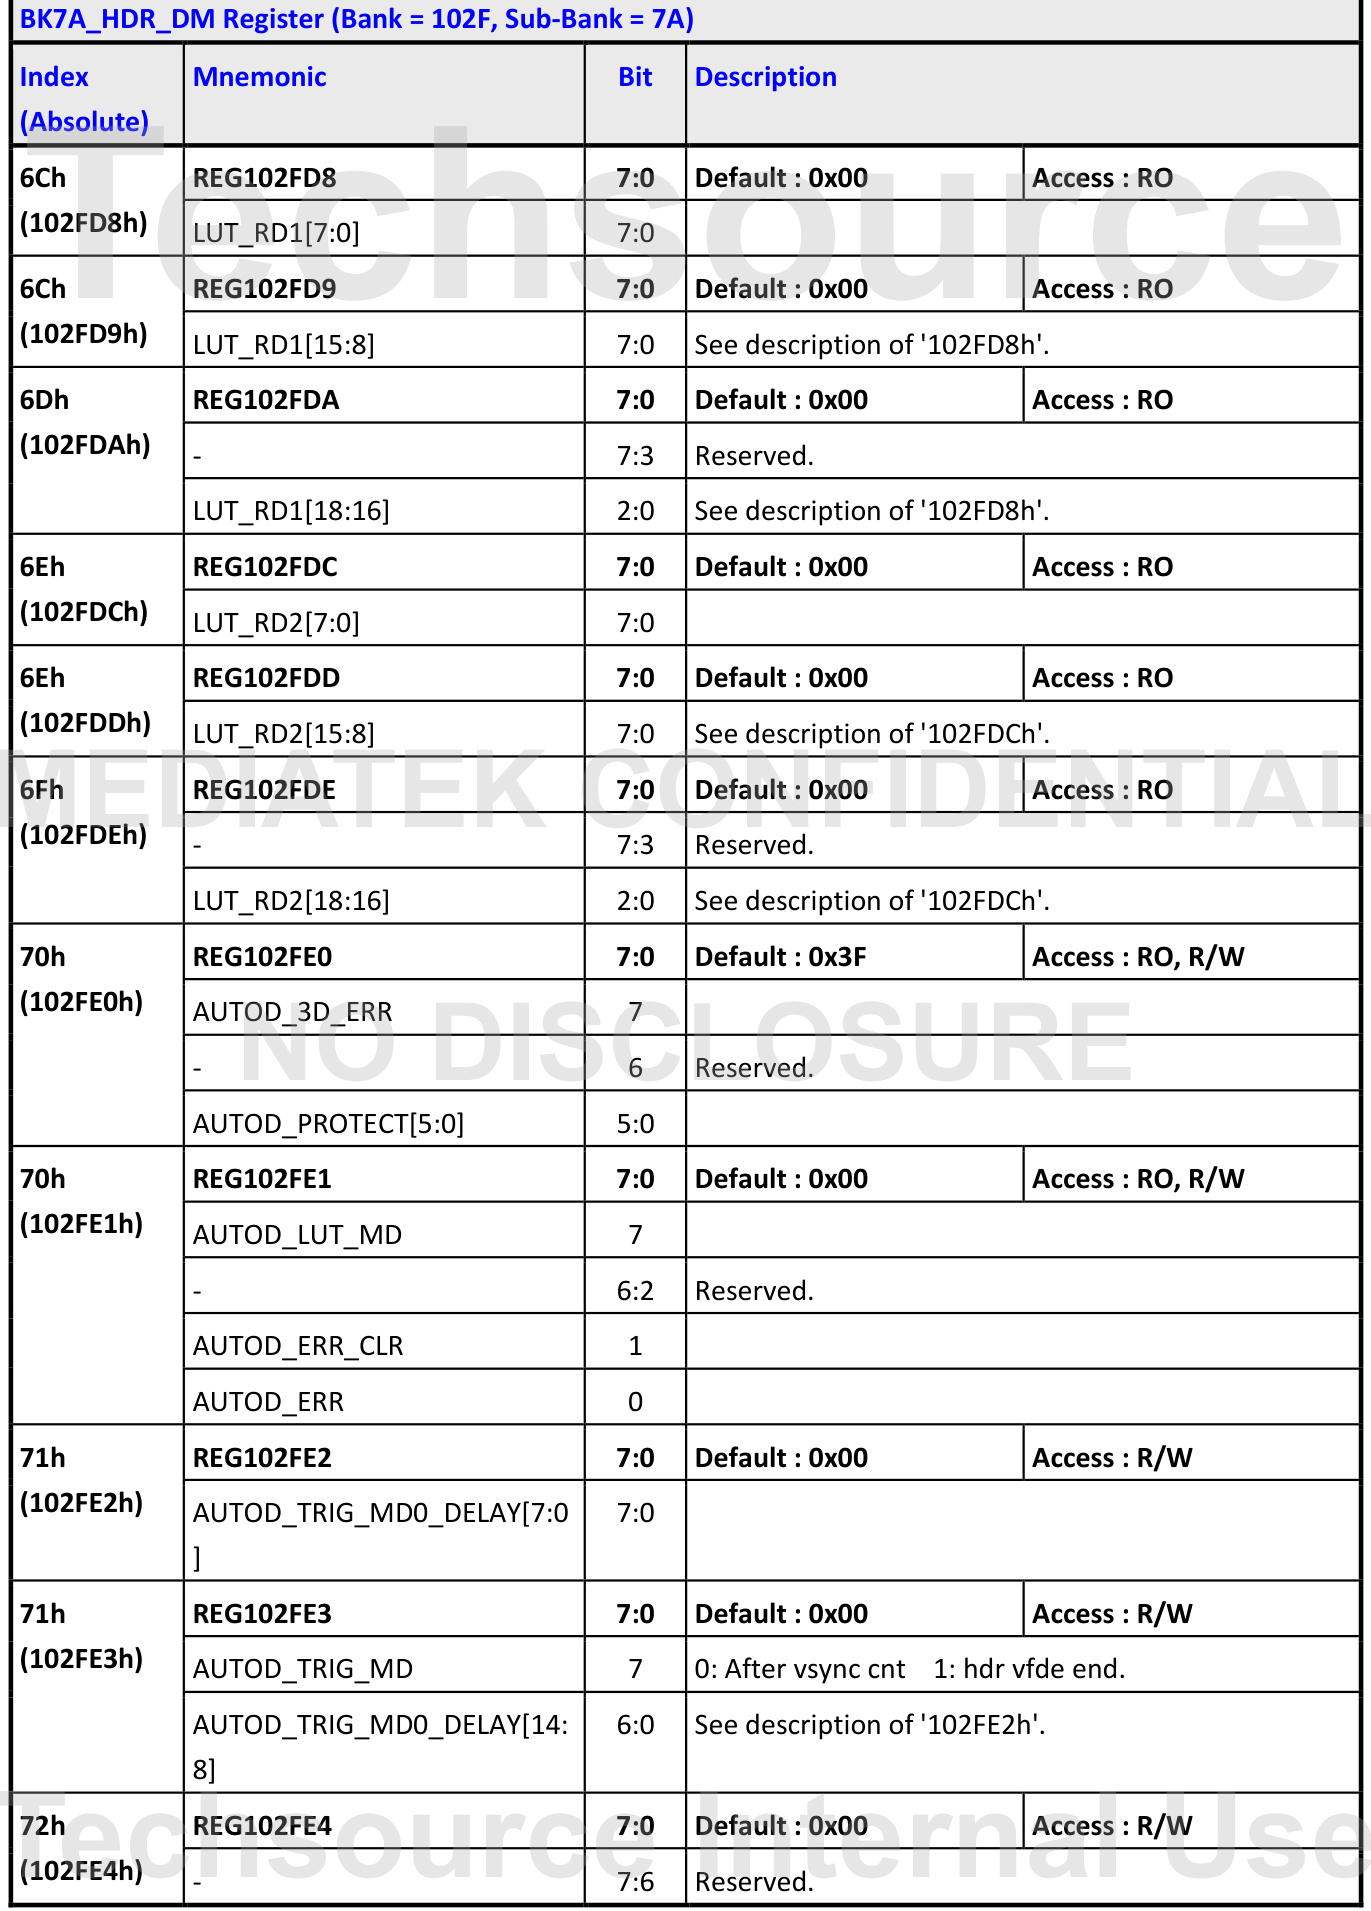 BK7A_HDR_DM Register (Bank = 102F, Sub-Bank = 7A)
Index Mnemonic Bit Description
(Absolute)
6Ch REG102FD8 7:0 Default : 0x00 Access : RO
(102FD8h) LUT_RD1[7:0] 7:0
6Ch REG102FD9 7:0 Default : 0x00 Access : RO
(102FD9h) LUT_RD1[15:8] 7:0 See description of '102FD8h'.
6Dh REG102FDA 7:0 Default : 0x00 Access : RO
(102FDAh) - 7:3 Reserved.
LUT_RD1[18:16] 2:0 See description of '102FD8h'.
6Eh REG102FDC 7:0 Default : 0x00 Access : RO
(102FDCh) LUT_RD2[7:0] 7:0
6Eh REG102FDD 7:0 Default : 0x00 Access : RO
(102FDDh) LUT_RD2[15:8] 7:0 See description of '102FDCh'.
6Fh REG102FDE 7:0 Default : 0x00 Access : RO
(102FDEh) - 7:3 Reserved.
LUT_RD2[18:16] 2:0 See description of '102FDCh'.
70h REG102FE0 7:0 Default : 0x3F Access : RO, R/W
(102FE0h) AUTOD_3D_ERR 7
- 6 Reserved.
AUTOD_PROTECT[5:0] 5:0
70h REG102FE1 7:0 Default : 0x00 Access : RO, R/W
(102FE1h) AUTOD_LUT_MD 7
- 6:2 Reserved.
AUTOD_ERR_CLR 1
AUTOD_ERR 0
71h REG102FE2 7:0 Default : 0x00 Access : R/W
(102FE2h) AUTOD_TRIG_MD0_DELAY[7:0 7:0
]
71h REG102FE3 7:0 Default : 0x00 Access : R/W
(102FE3h) AUTOD_TRIG_MD 7 0: After vsync cnt 1: hdr vfde end.
AUTOD_TRIG_MD0_DELAY[14: 6:0 See description of '102FE2h'.
8]
72h REG102FE4 7:0 Default : 0x00 Access : R/W
(102FE4h) - 7:6 Reserved.
Techsource
MEDIATEK CONFIDENTIAL
NO DISCLOSURE
Techsource Internal Use